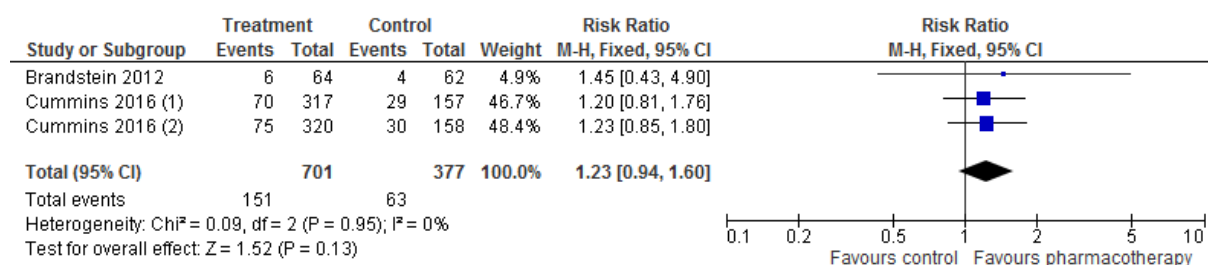 Treatment Control Risk Ratio Risk Ratio
Study or Subgroup Events Total Events Total Weight M-H, Fixed, 95% CI M-H, Fixed, 95% CI
Brandstein 2012 6 64 4 62 4.9% 1.45 [0.43, 4.90]
Cummins 2016 (1) 70 317 29 157 46.7% 1.20 [0.81, 1.76]
Cummins 2016 (2) 75 320 30 158 48.4% 1.23 [0.85, 1.80]
Total (95% CI) 701 377 100.0% 1.23 [0.94, 1.60]
Total events 151 63
Heterogeneity: Chi² = 0.09, df = 2 (P = 0.95); I² = 0%
Test for overall effect: Z = 1.52 (P = 0.13)
0.1 0.2 0.5 1 2 5 10
Favours control Favours pharmacotherapy